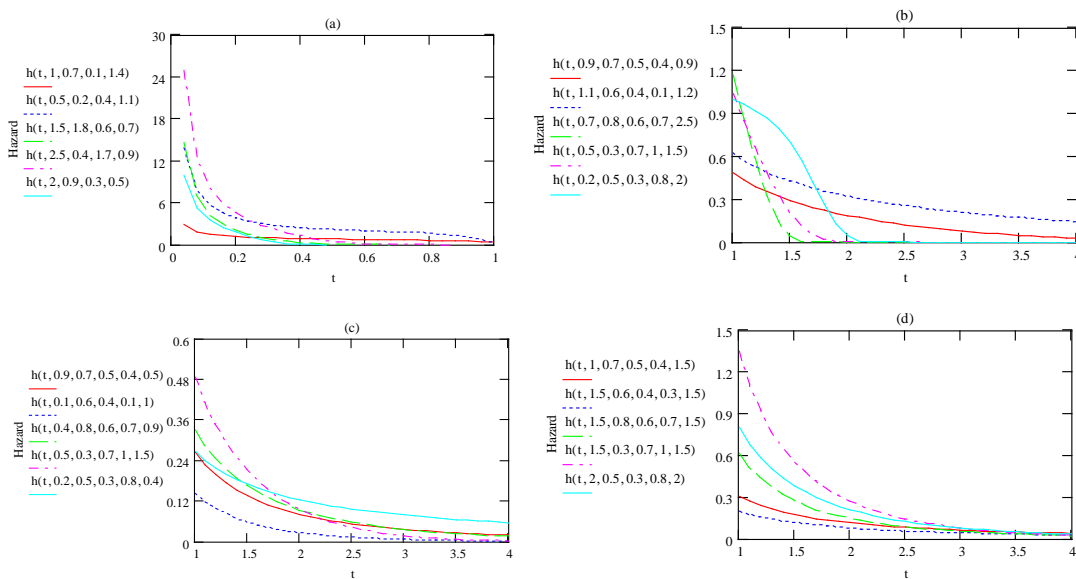 (a)
30
24
18
12
6
0
Hazard
h(t, 1, 0.7, 0.1, 1.4)
h(t, 0.5, 0.2, 0.4, 1.1)
h(t, 1.5, 1.8, 0.6, 0.7)
h(t, 2.5, 0.4, 1.7, 0.9)
h(t, 2, 0.9, 0.3, 0.5)
0 0.2 0.4 0.6 0.8 1
t
(b)
1.5
1.2
0.9
0.6
0.3
0
Hazard
h(t, 0.9, 0.7, 0.5, 0.4, 0.9)
h(t, 1.1, 0.6, 0.4, 0.1, 1.2)
h(t, 0.7, 0.8, 0.6, 0.7, 2.5)
h(t, 0.5, 0.3, 0.7, 1, 1.5)
h(t, 0.2, 0.5, 0.3, 0.8, 2)
1 1.5 2 2.5 3 3.5 4
t
(c)
0.6
0.48
0.36
0.24
0.12
0
Hazard
h(t, 0.9, 0.7, 0.5, 0.4, 0.5)
h(t, 0.1, 0.6, 0.4, 0.1, 1)
h(t, 0.4, 0.8, 0.6, 0.7, 0.9)
h(t, 0.5, 0.3, 0.7, 1, 1.5)
h(t, 0.2, 0.5, 0.3, 0.8, 0.4)
1 1.5 2 2.5 3 3.5 4
t
(d)
1.5
1.2
0.9
0.6
0.3
0
Hazard
h(t, 1, 0.7, 0.5, 0.4, 1.5)
h(t, 1.5, 0.6, 0.4, 0.3, 1.5)
h(t, 1.5, 0.8, 0.6, 0.7, 1.5)
h(t, 1.5, 0.3, 0.7, 1, 1.5)
h(t, 2, 0.5, 0.3, 0.8, 2)
1 1.5 2 2.5 3 3.5 4
t